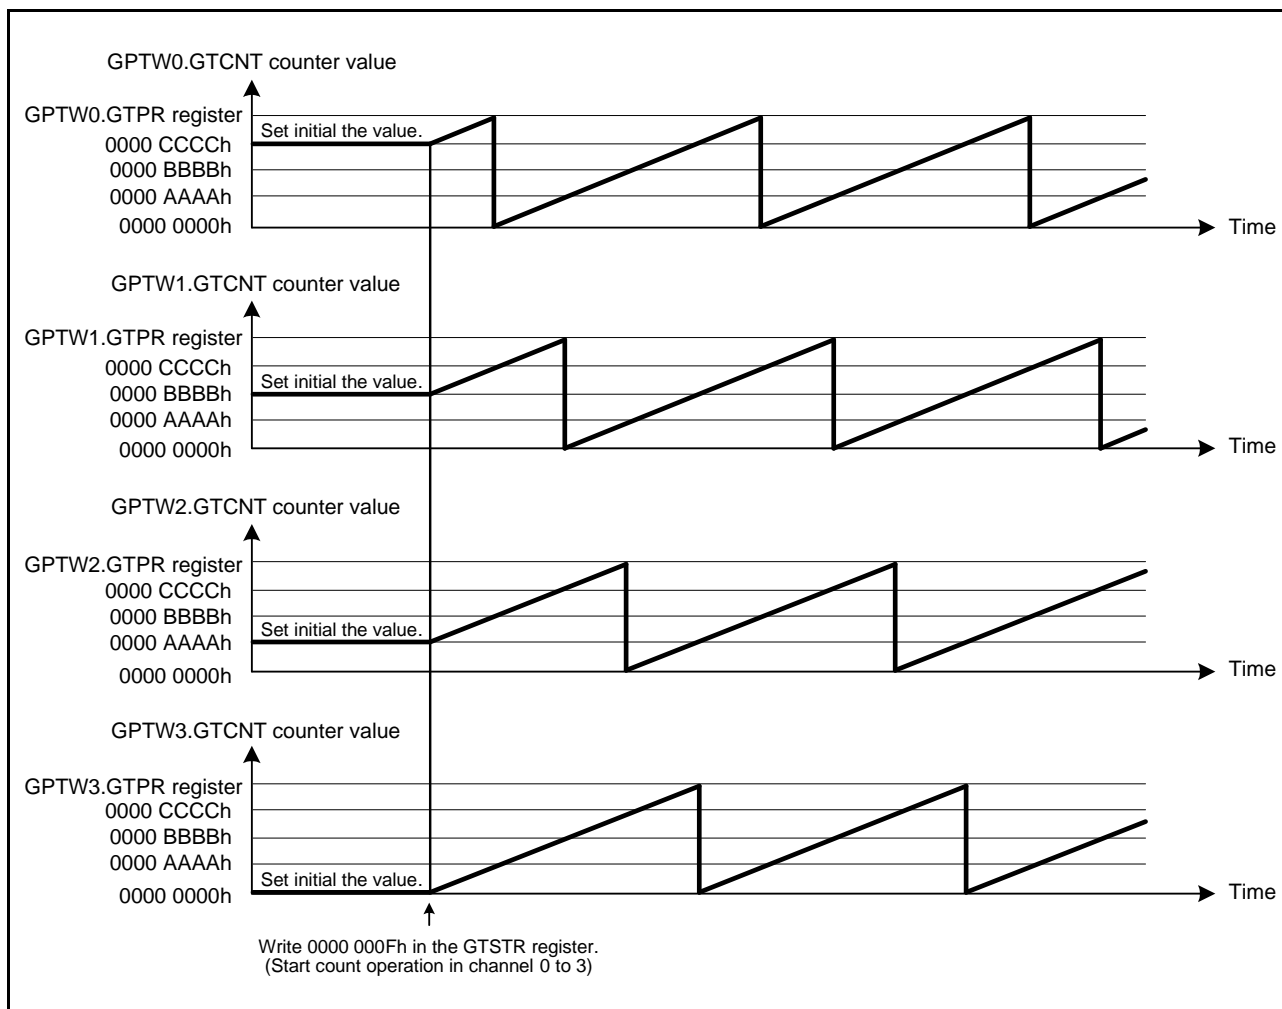 GPTW0.GTCNT counter value
GPTW0.GTPR register
Set initial the value.
0000 CCCCh
0000 BBBBh
0000 AAAAh
0000 0000h
Time
GPTW1.GTCNT counter value
GPTW1.GTPR register
0000 CCCCh
Set initial the value.
0000 BBBBh
0000 AAAAh
0000 0000h
Time
GPTW2.GTCNT counter value
GPTW2.GTPR register
0000 CCCCh
0000 BBBBh
Set initial the value.
0000 AAAAh
0000 0000h
Time
GPTW3.GTCNT counter value
GPTW3.GTPR register
0000 CCCCh
0000 BBBBh
0000 AAAAh
Set initial the value.
0000 0000h
Time
Write 0000 000Fh in the GTSTR register.
(Start count operation in channel 0 to 3)